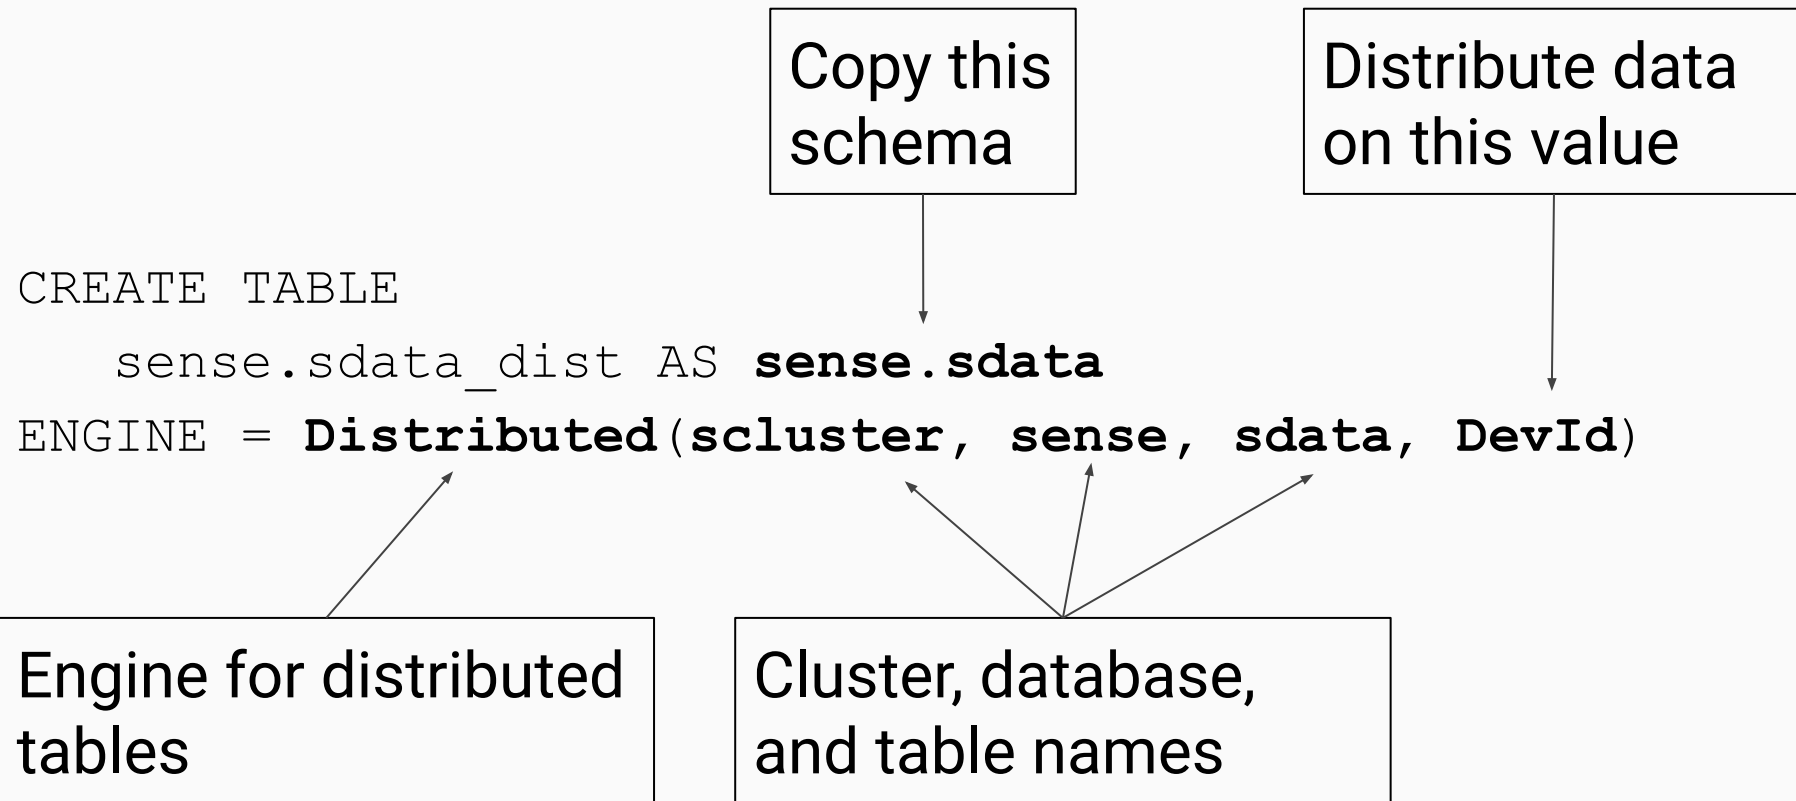 Copy this
schema
Distribute data
on this value
CREATE TABLE
sense.sdata_dist AS sense.sdata
ENGINE = Distributed(scluster, sense, sdata, DevId)
Engine for distributed
tables
Cluster, database,
and table names